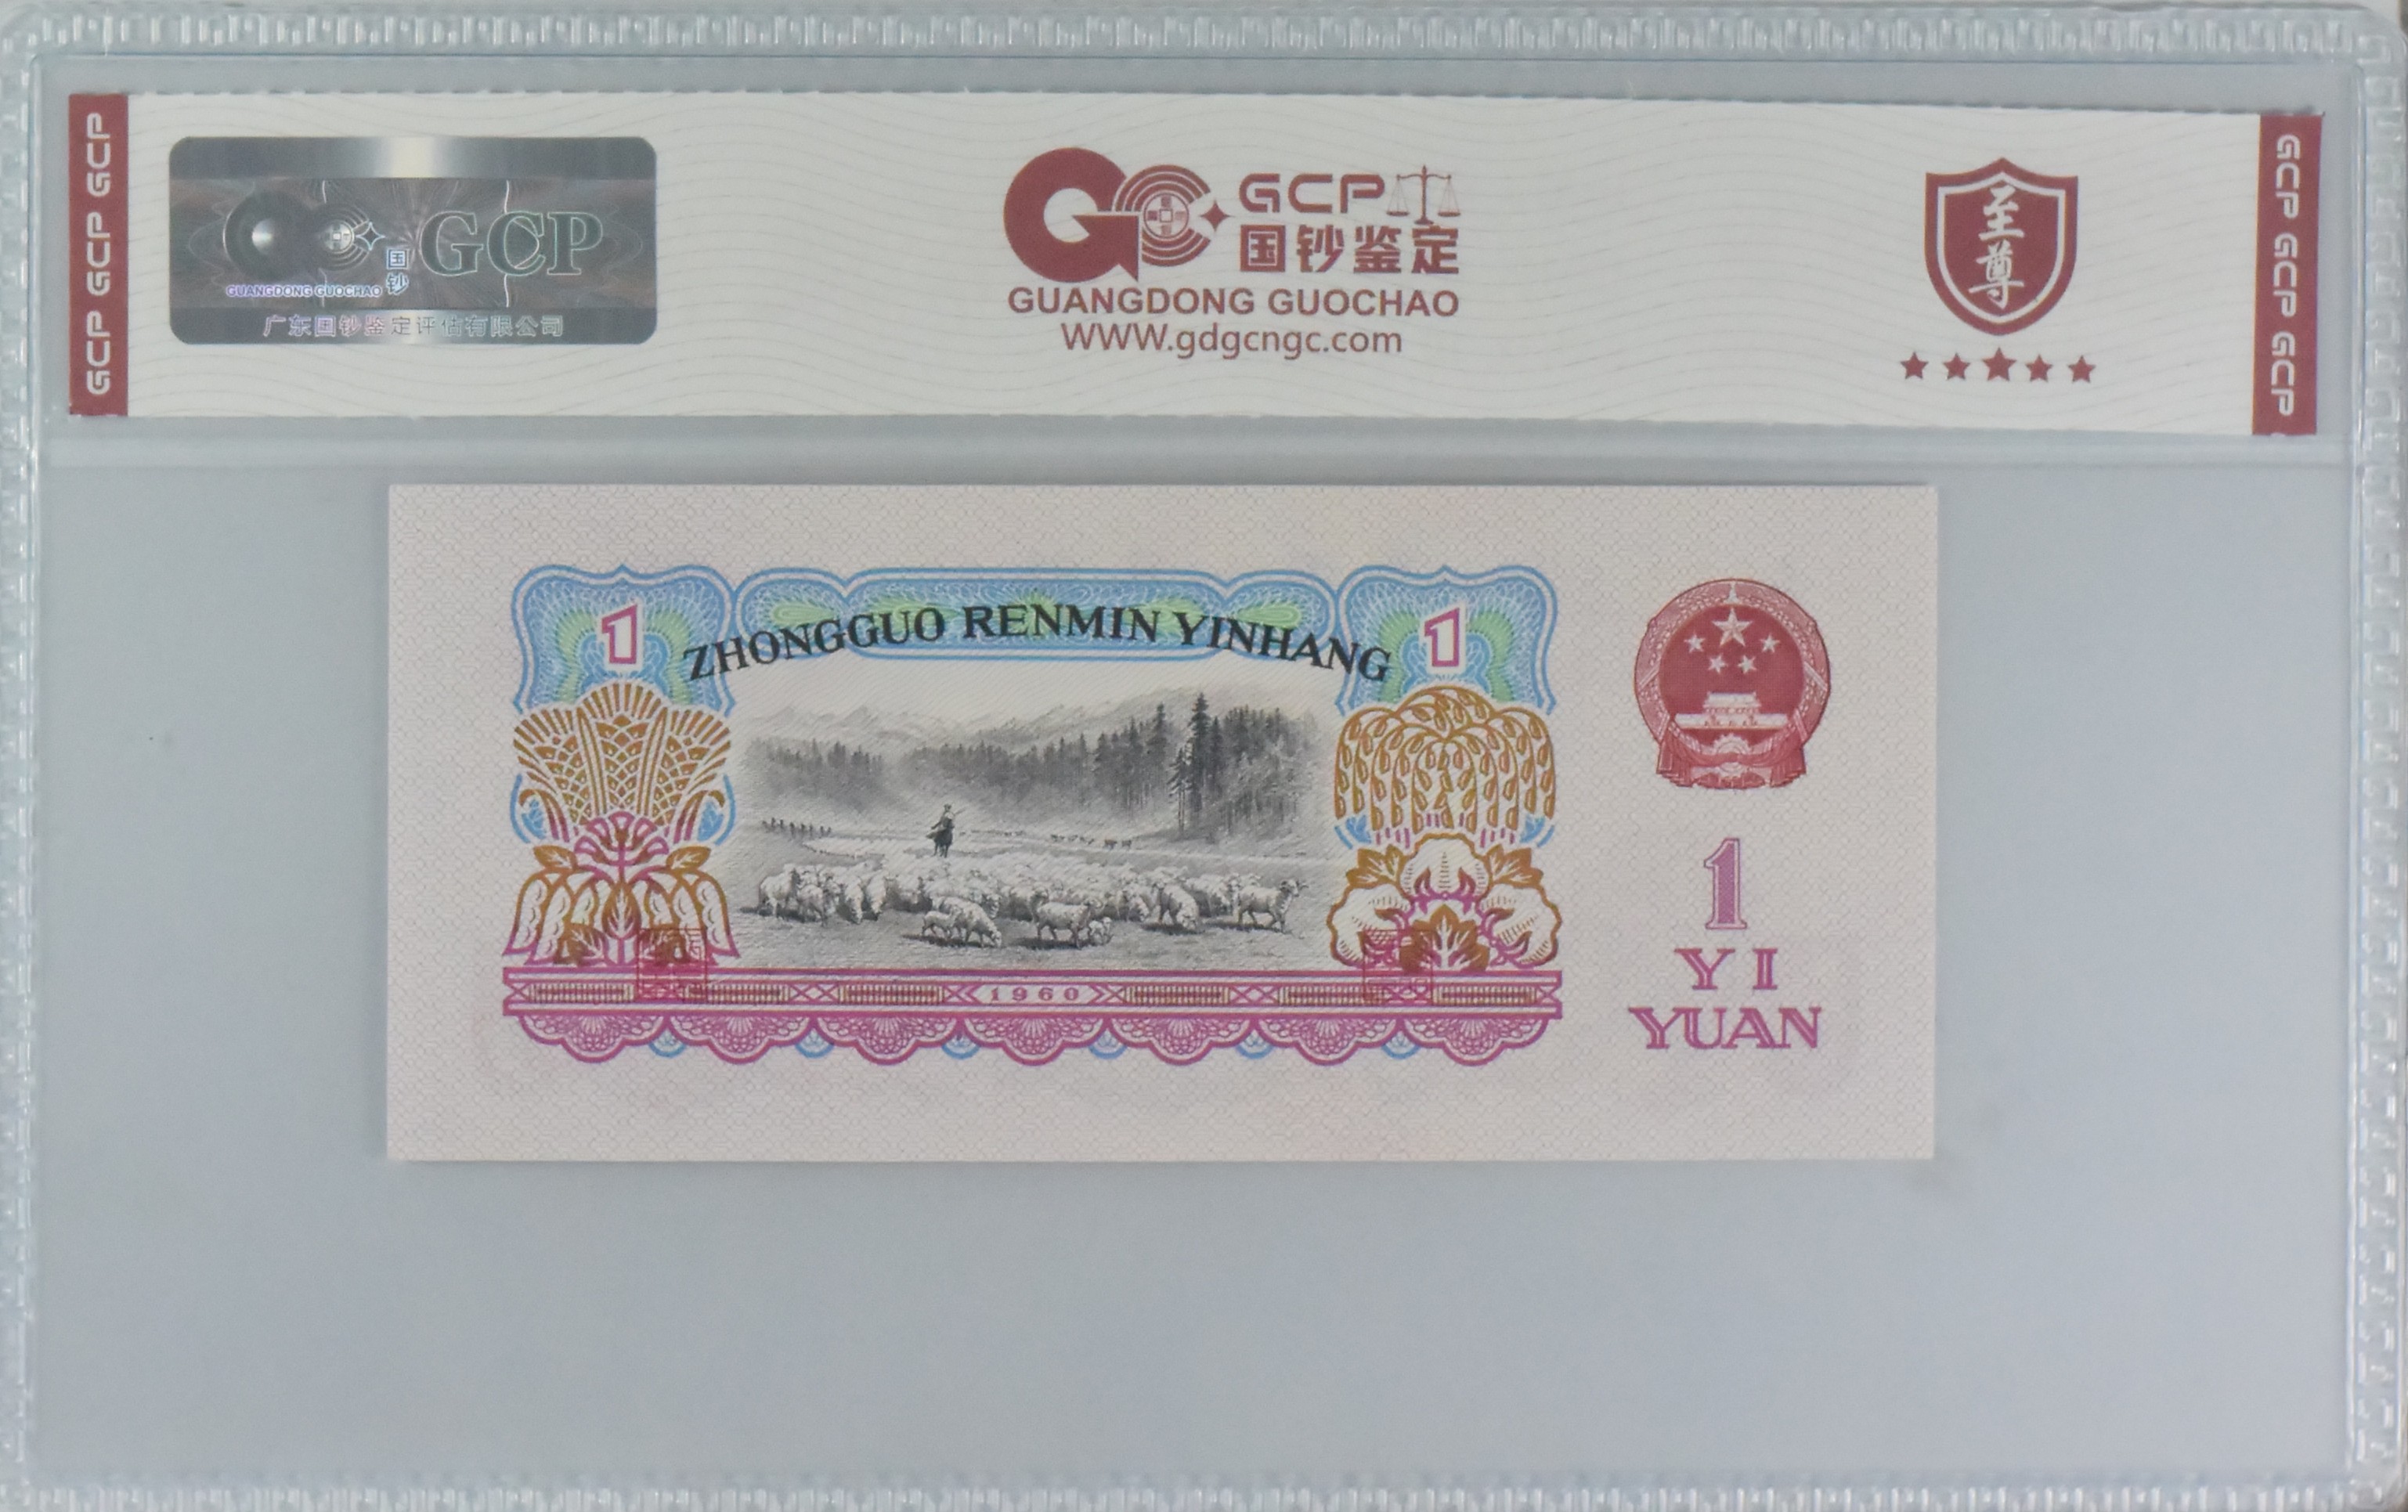 GCP GCP GCP
国钞
GCP
GUANGDONG GUOCHAO
广东国钞鉴定评估有限公司
GCP
国钞鉴定
GUANGDONG GUOCHAO
WWW.gdgcngc.com
至尊
GCP GCP GCP
1
ZHONGGUO RENMIN YINHANG
1
1960
1
YI
YUAN